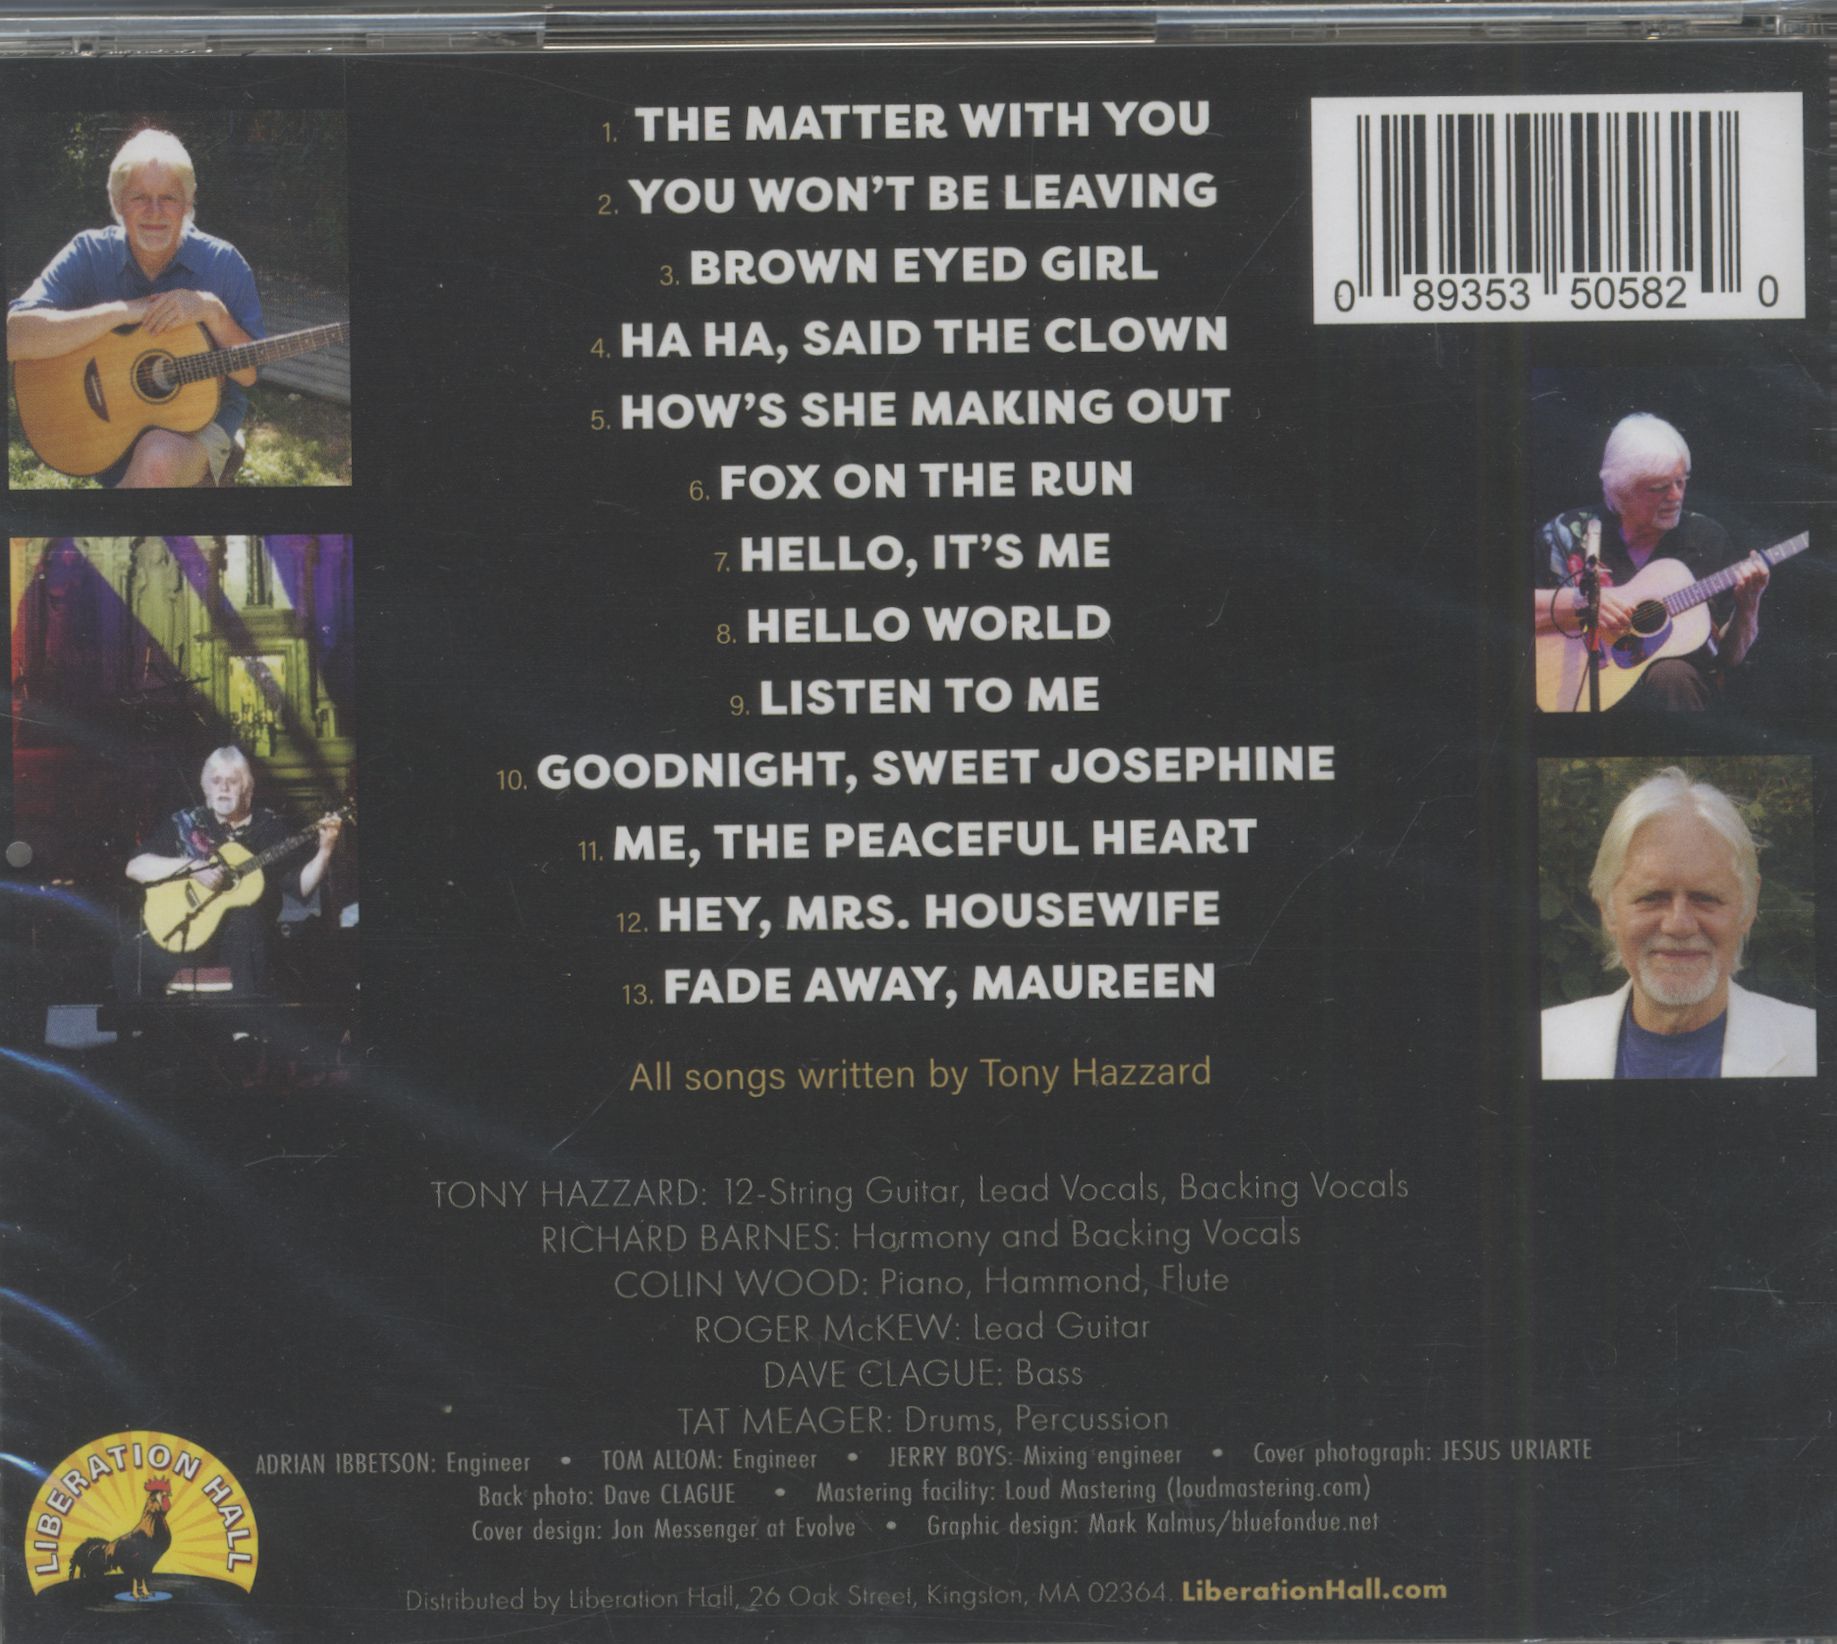 1. THE MATTER WITH YOU
2. YOU WON'T BE LEAVING
3. BROWN EYED GIRL
4. HA HA, SAID THE CLOWN
5. HOW'S SHE MAKING OUT
6. FOX ON THE RUN
7. HELLO, IT'S ME
8. HELLO WORLD
9. LISTEN TO ME
10. GOODNIGHT, SWEET JOSEPHINE
11. ME, THE PEACEFUL HEART
12. HEY, MRS. HOUSEWIFE
13. FADE AWAY, MAUREEN
0 89353 50582 0
All songs written by Tony Hazzard
TONY HAZZARD: 12-String Guitar, Lead Vocals, Backing Vocals
RICHARD BARNES: Harmony and Backing Vocals
COLIN WOOD: Piano, Hammond, Flute
ROGER McKEW: Lead Guitar
DAVE CLAGUE: Bass
TAT MEAGER: Drums, Percussion
ADRIAN IBBETSON: Engineer • TOM ALLOM: Engineer • JERRY BOYS: Mixing engineer • Cover photograph: JESUS URIARTE
Back photo: Dave CLAGUE • Mastering facility: Loud Mastering (loudmastering.com)
Cover design: Jon Messenger at Evolve • Graphic design: Mark Kalmus/bluefondue.net
LIBERATION HALL
Distributed by Liberation Hall, 26 Oak Street, Kingston, MA 02364. LiberationHall.com